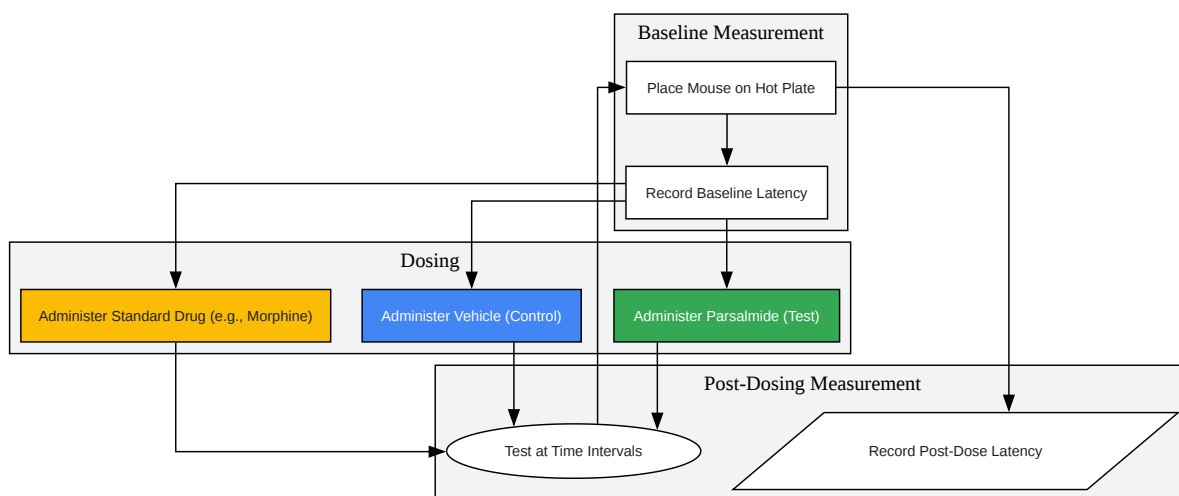 Baseline Measurement
Place Mouse on Hot Plate
Record Baseline Latency
Dosing
Administer Standard Drug (e.g., Morphine)
Administer Vehicle (Control)
Administer Parsalmide (Test)
Post-Dosing Measurement
Test at Time Intervals
Record Post-Dose Latency